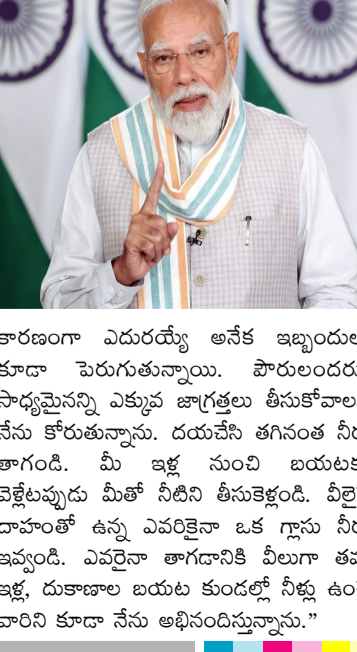 కారణంగా ఎదురయ్యే అనేక ఇబ్బందుల
కూడా పెరుగుతున్నాయి. పౌరులందరు
సాధ్యమైనన్ని ఎక్కువ జాగ్రత్తలు తీసుకోవాల
నేను కోరుతున్నాను. దయచేసి తగినంత నీ
తాగండి. మీ ఇళ్ల నుంచి బయటక
వెళ్లేటప్పుడు మీతో నీటిని తీసుకెళ్లండి. వీలై
దాహంతో ఉన్న ఎవరికైనా ఒక గ్లాసు నీ
ఇవ్వండి. ఎవరైనా తాగడానికి వీలుగా తమ
ఇళ్ల, దుకాణాల బయట కుండల్లో నీళ్లు ఉం
వారిని కూడా నేను అభినందిస్తున్నాను.”